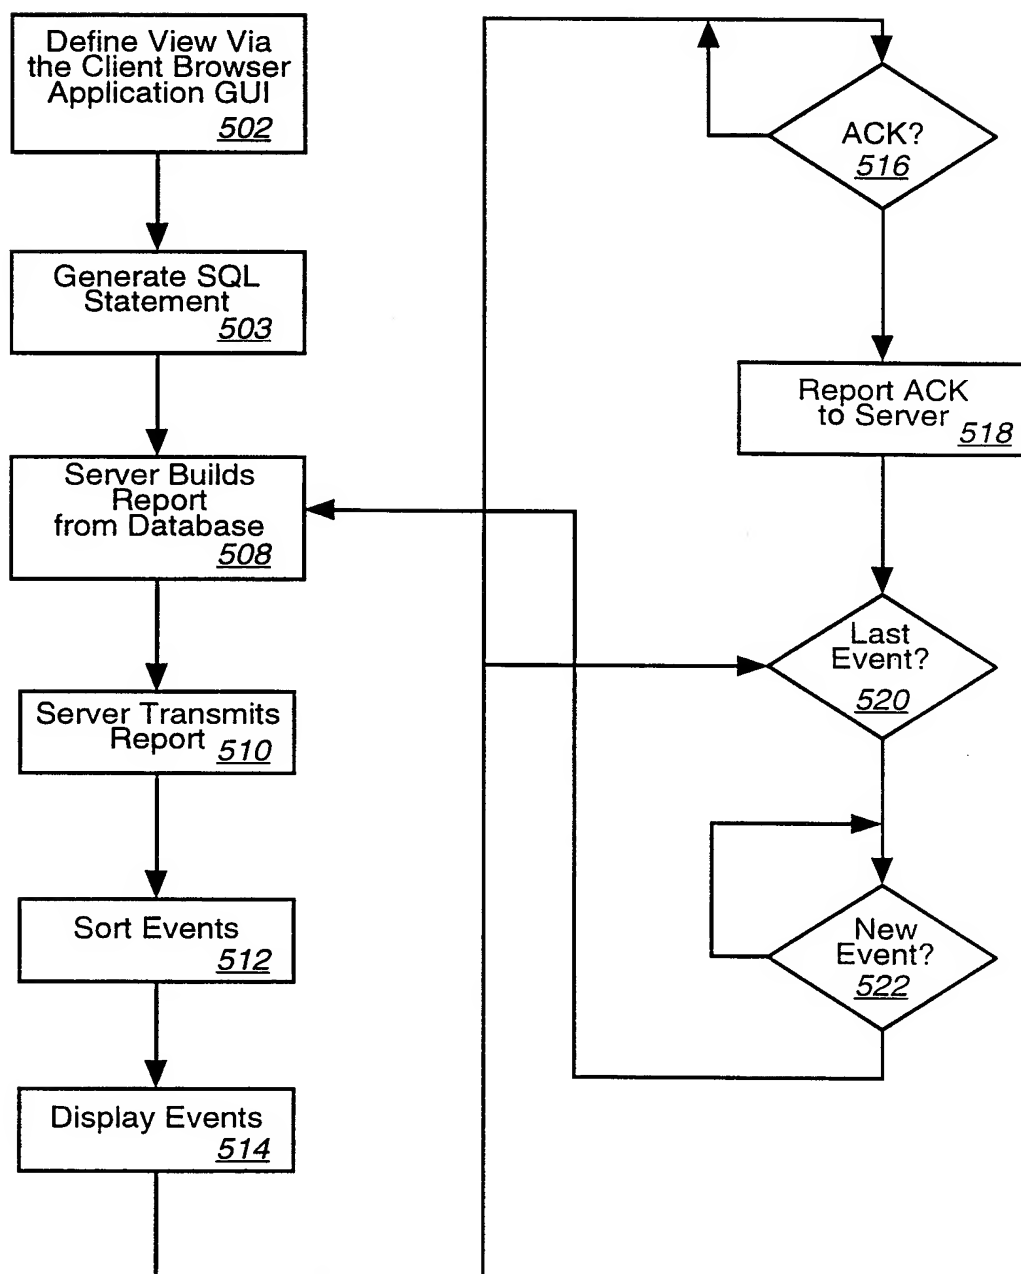 Define View Via
the Client Browser
Application GUI
502
Generate SQL
Statement
503
Server Builds
Report
from Database
508
Server Transmits
Report 510
Sort Events
512
Display Events
514
ACK?
516
Report ACK
to Server
518
Last
Event?
520
New
Event?
522